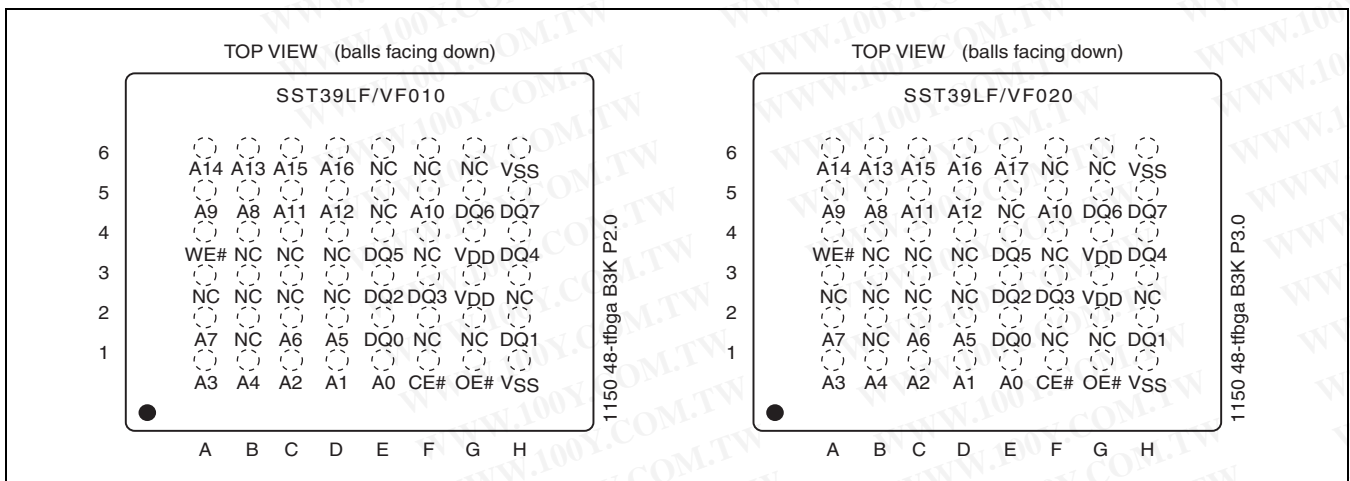 TOP VIEW (balls facing down)
SST39LF/VF010
6
A14 A13 A15 A16 NC NC NC VSS
5
A9 A8 A11 A12 NC A10 DQ6 DQ7
4
WE# NC NC NC DQ5 NC VDD DQ4
3
NC NC NC NC DQ2 DQ3 VDD NC
2
A7 NC A6 A5 DQ0 NC NC DQ1
1
A3 A4 A2 A1 A0 CE# OE# VSS
A B C D E F G H
1150 48-tfbga B3K P2.0
TOP VIEW (balls facing down)
SST39LF/VF020
6
A14 A13 A15 A16 A17 NC NC VSS
5
A9 A8 A11 A12 NC A10 DQ6 DQ7
4
WE# NC NC NC DQ5 NC VDD DQ4
3
NC NC NC NC DQ2 DQ3 VDD NC
2
A7 NC A6 A5 DQ0 NC NC DQ1
1
A3 A4 A2 A1 A0 CE# OE# VSS
A B C D E F G H
1150 48-tfbga B3K P3.0
WWW.100Y.COM.TW